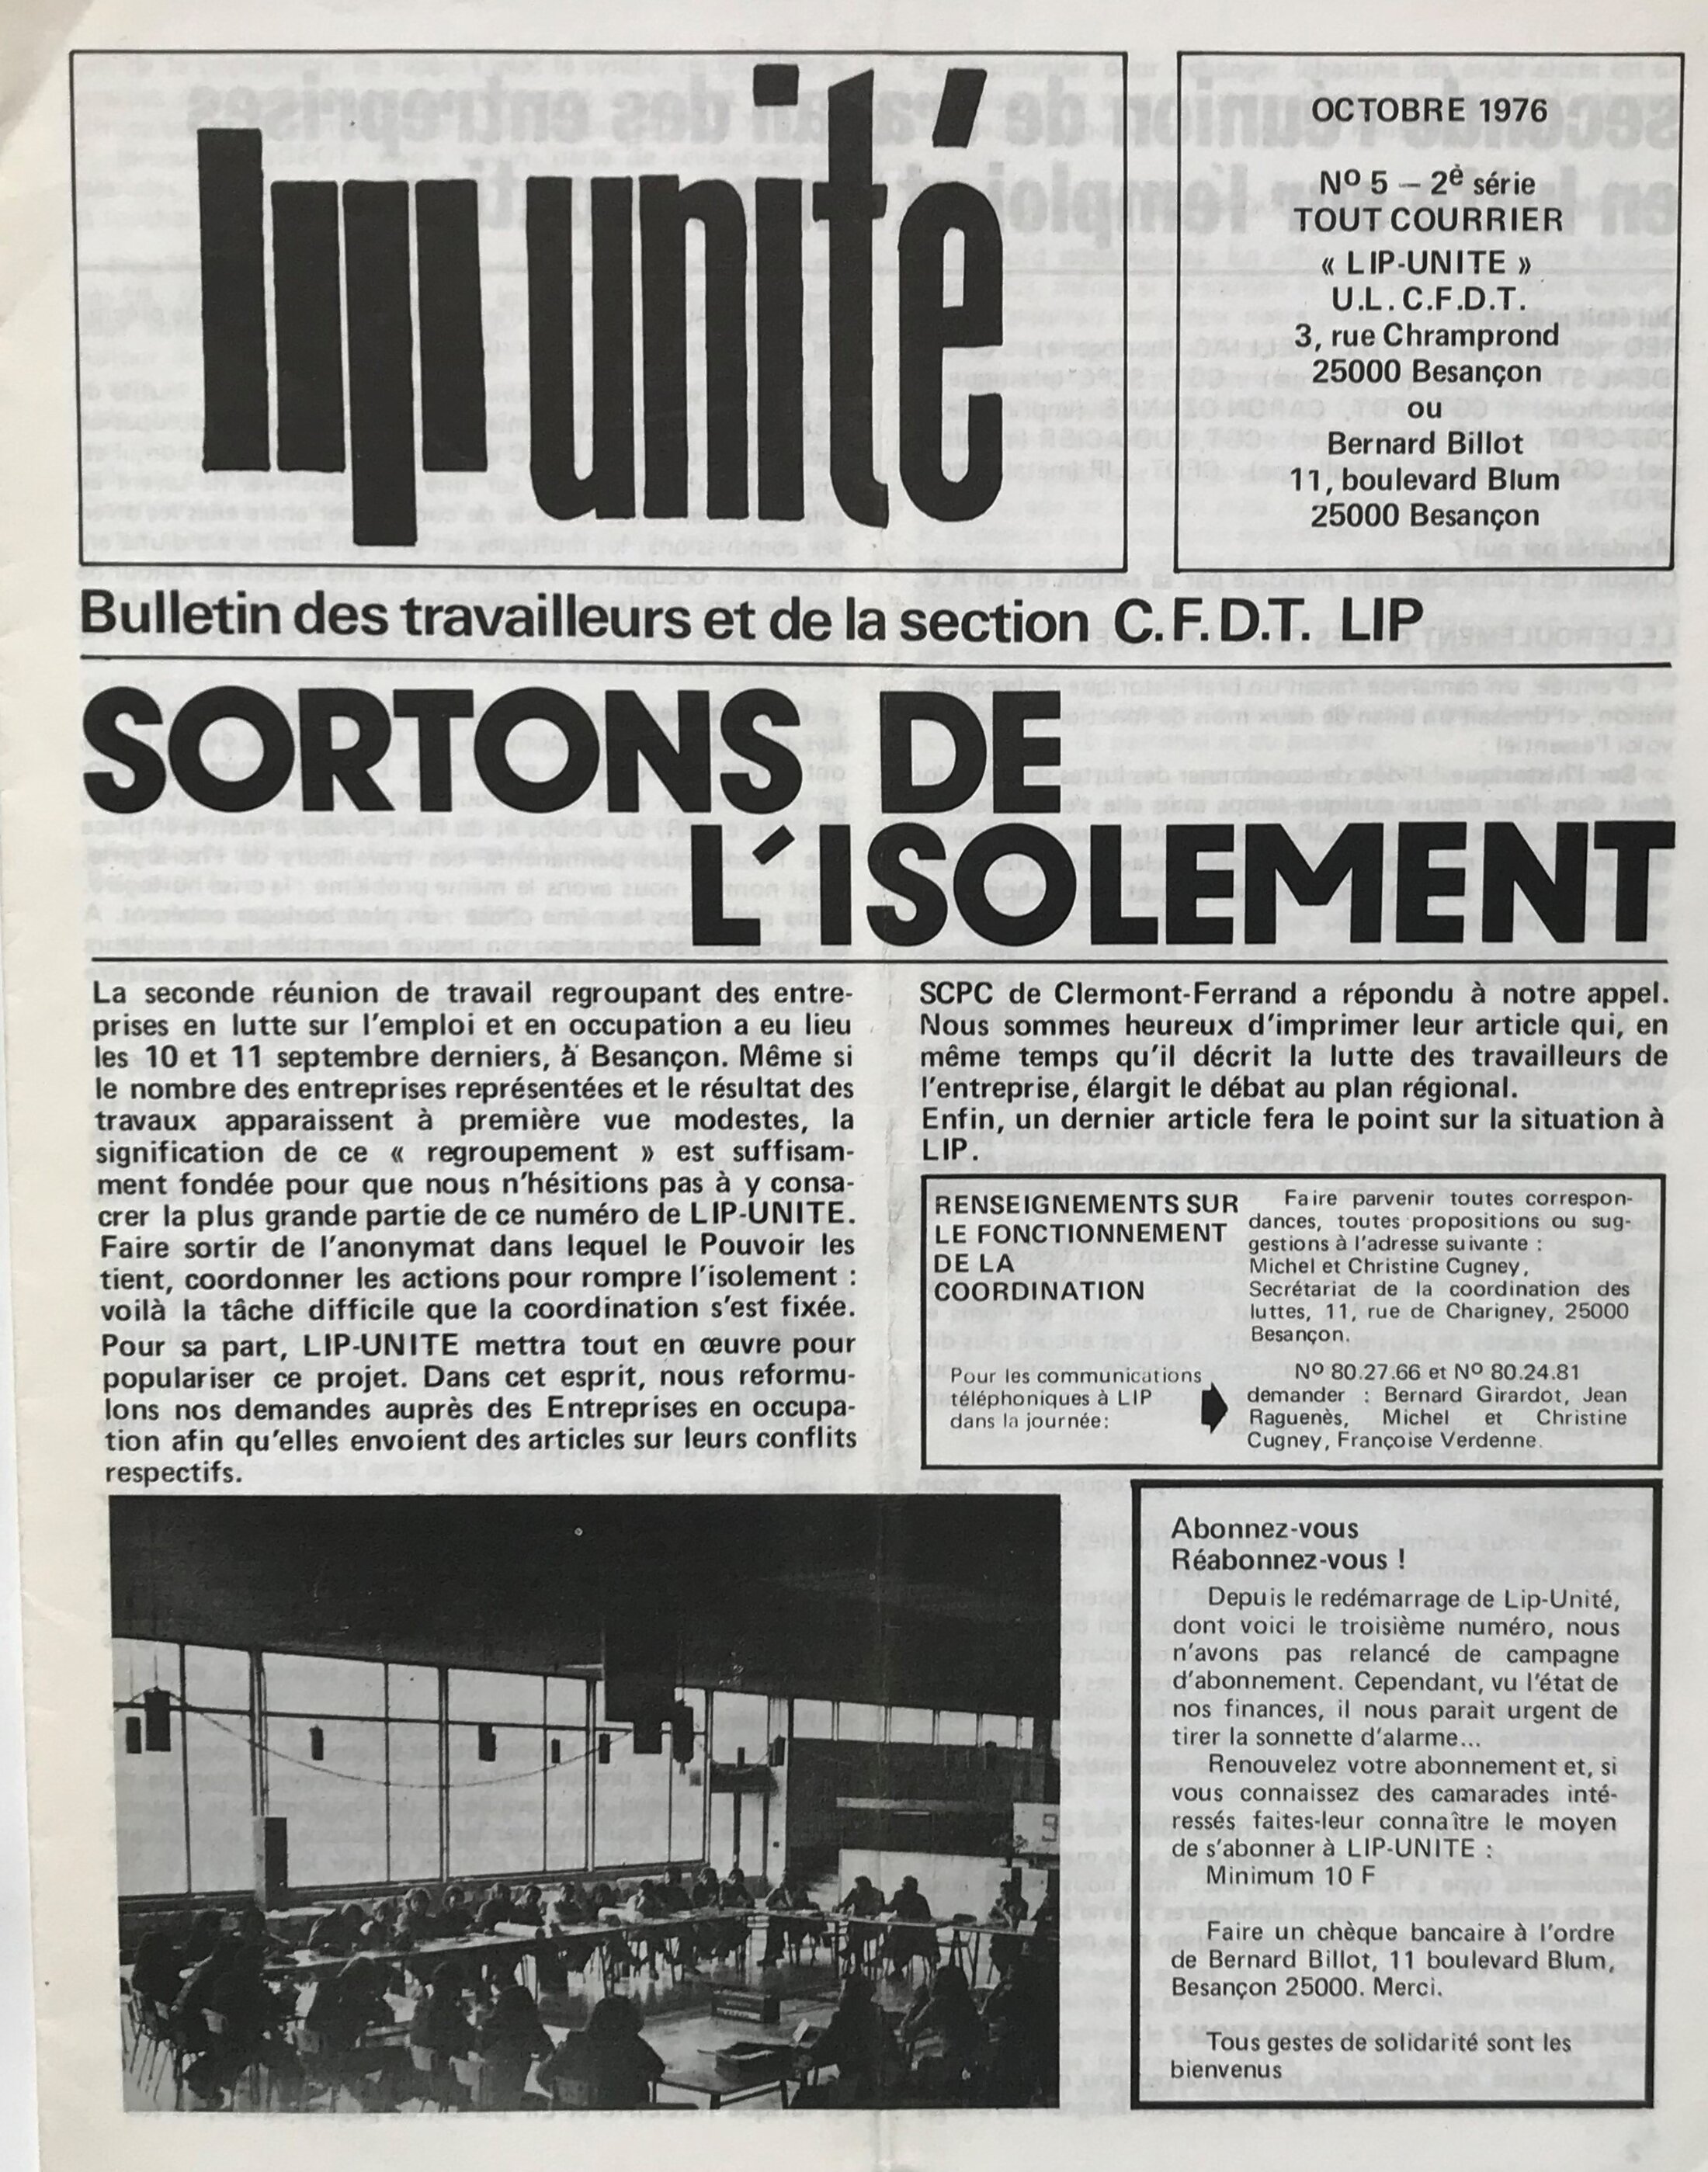 lip unité
OCTOBRE 1976
Nº 5 – 2è série
TOUT COURRIER
« LIP-UNITE »
U.L. C.F.D.T.
3, rue Chramprond
25000 Besançon
ou
Bernard Billot
11, boulevard Blum
25000 Besançon
Bulletin des travailleurs et de la section C.F.D.T. LIP
SORTONS DE
L'ISOLEMENT
La seconde réunion de travail regroupant des entre-
prises en lutte sur l'emploi et en occupation a eu lieu
les 10 et 11 septembre derniers, à Besançon. Même si
le nombre des entreprises représentées et le résultat des
travaux apparaissent à première vue modestes, la
signification de ce « regroupement » est suffisam-
ment fondée pour que nous n'hésitions pas à y consa-
crer la plus grande partie de ce numéro de LIP-UNITE.
Faire sortir de l'anonymat dans lequel le Pouvoir les
tient, coordonner les actions pour rompre l'isolement :
voilà la tâche difficile que la coordination s'est fixée.
Pour sa part, LIP-UNITE mettra tout en œuvre pour
populariser ce projet. Dans cet esprit, nous reformu-
lons nos demandes auprès des Entreprises en occupa-
tion afin qu'elles envoient des articles sur leurs conflits
respectifs.
SCPC de Clermont-Ferrand a répondu à notre appel.
Nous sommes heureux d'imprimer leur article qui, en
même temps qu'il décrit la lutte des travailleurs de
l'entreprise, élargit le débat au plan régional.
Enfin, un dernier article fera le point sur la situation à
LIP.
RENSEIGNEMENTS SUR
LE FONCTIONNEMENT
DE LA
COORDINATION
Faire parvenir toutes correspon-
dances, toutes propositions ou sug-
gestions à l'adresse suivante :
Michel et Christine Cugney,
Secrétariat de la coordination des
luttes, 11, rue de Charigney, 25000
Besançon.
Pour les communications
téléphoniques à LIP
dans la journée:
Nº 80.27.66 et Nº 80.24.81
demander : Bernard Girardot, Jean
Raguenès, Michel et Christine
Cugney, Françoise Verdenne.
Abonnez-vous
Réabonnez-vous !
Depuis le redémarrage de Lip-Unité,
dont voici le troisième numéro, nous
n'avons pas relancé de campagne
d'abonnement. Cependant, vu l'état de
nos finances, il nous parait urgent de
tirer la sonnette d'alarme...
Renouvelez votre abonnement et, si
vous connaissez des camarades inté-
ressés faites-leur connaître le moyen
de s'abonner à LIP-UNITE :
Minimum 10 F
Faire un chèque bancaire à l'ordre
de Bernard Billot, 11 boulevard Blum,
Besançon 25000. Merci.
Tous gestes de solidarité sont les
bienvenus